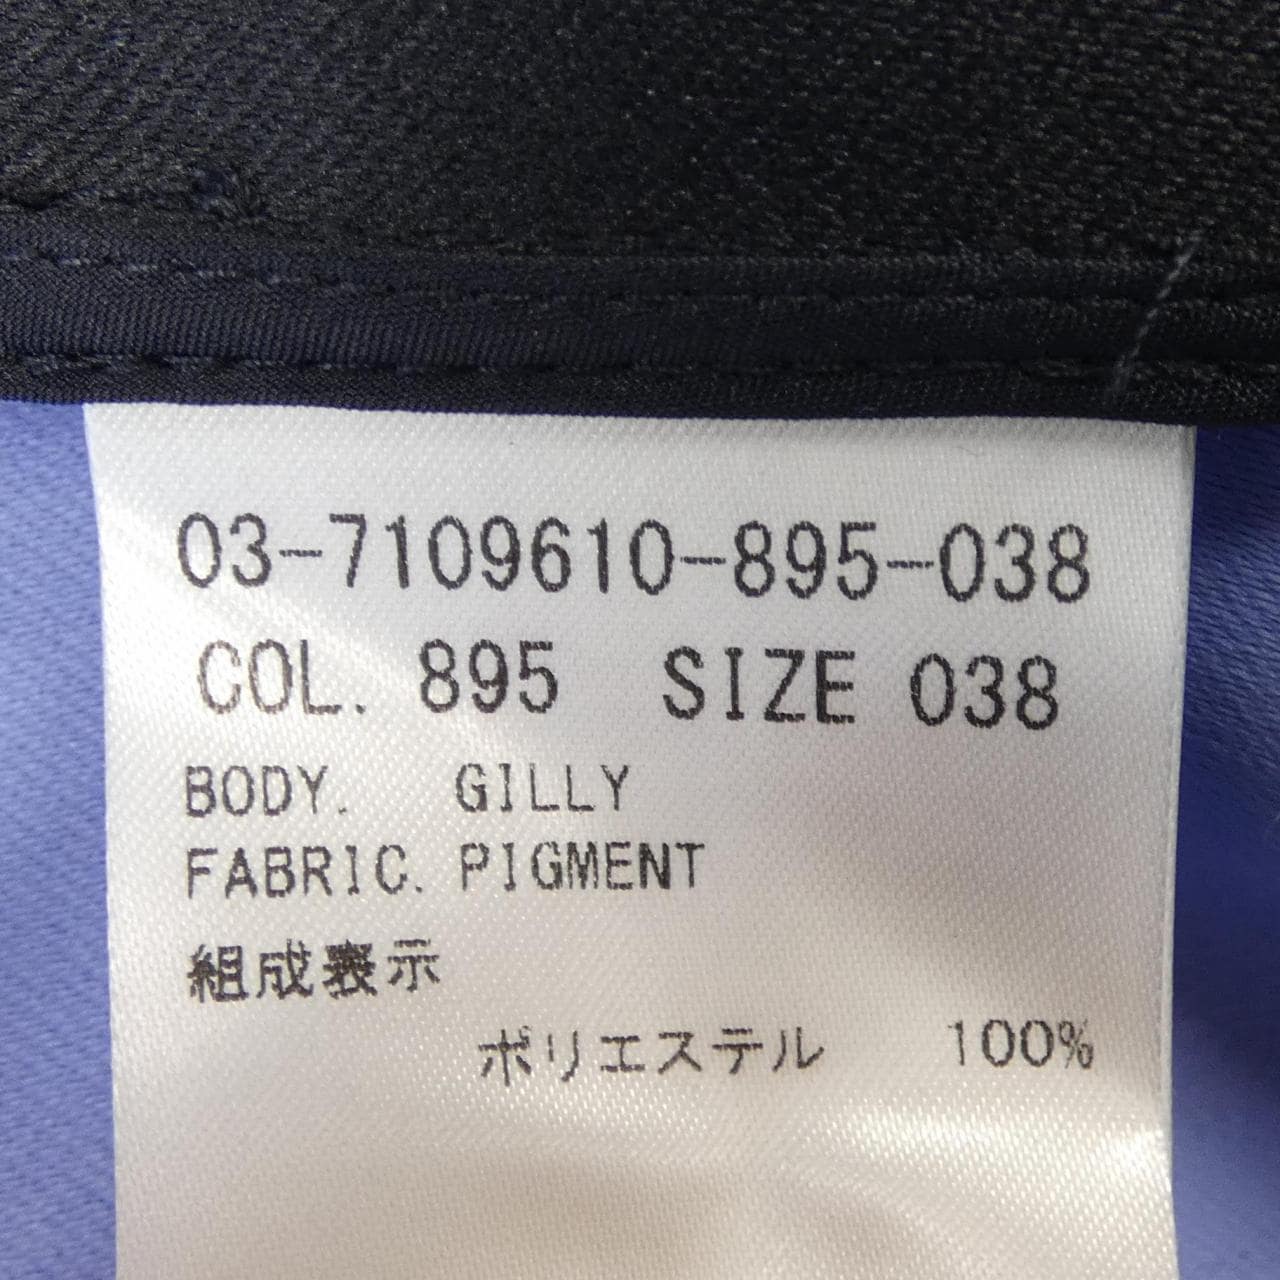 03-7109610-895-038
COL. 895 SIZE 038
BODY. GILLY
FABRIC. PIGMENT
組成表示
ポリエステル 100%